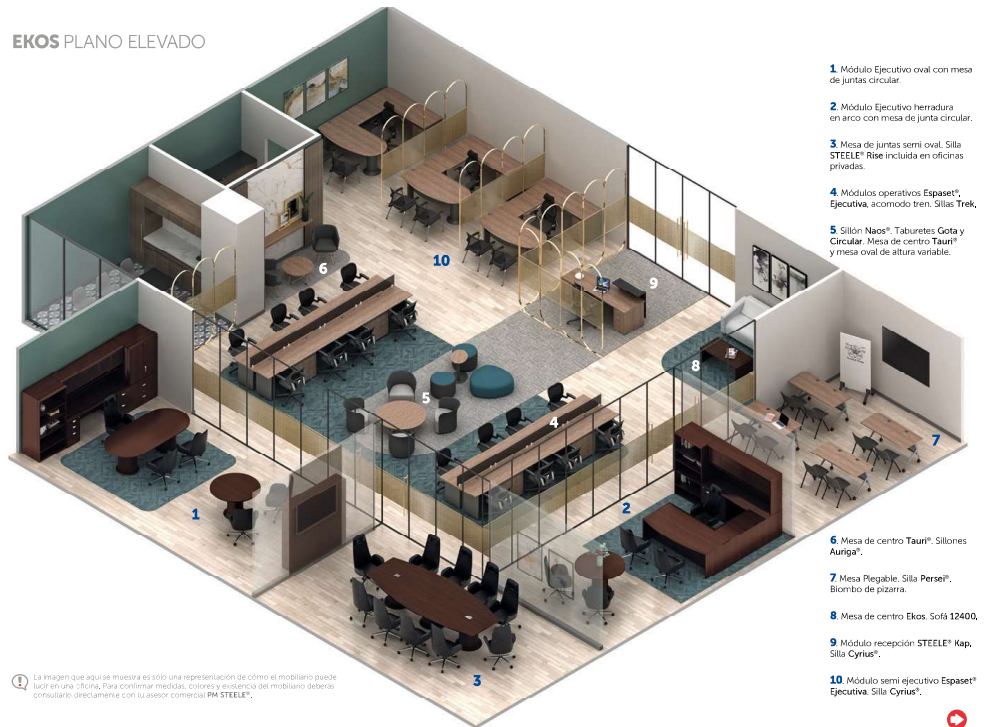 EKOS PLANO ELEVADO
1. Módulo Ejecutivo oval con mesa
de juntas circular.
2. Módulo Ejecutivo herradura
en arco con mesa de junta circular.
3. Mesa de juntas semi oval. Silla
STEELE® Rise incluida en oficinas
privadas.
4. Módulos operativos Espaset®,
Ejecutiva, acomodo tren. Sillas Trek,
5. Sillón Naos®. Taburetes Gota y
Circular. Mesa de centro Tauri®
y mesa oval de altura variable.
10
6
9
8
5
5
4
7
2
1
3
6. Mesa de centro Tauri®. Sillones
Auriga®.
7. Mesa Plegable. Silla Persei®.
Biombo de pizarra.
8. Mesa de centro Ekos. Sofá 12400,
9. Módulo recepción STEELE® Kap,
Silla Cyrius®.
10. Módulo semi ejecutivo Espaset®
Ejecutiva. Silla Cyrius®.
La imagen que aquí se muestra es sólo una representación de cómo el mobiliario puede
lucir en una oficina, Para confirmar medidas, colores y existencia del mobiliario deberás
consultarlo directamente con tu asesor comercial PM STEELE®.